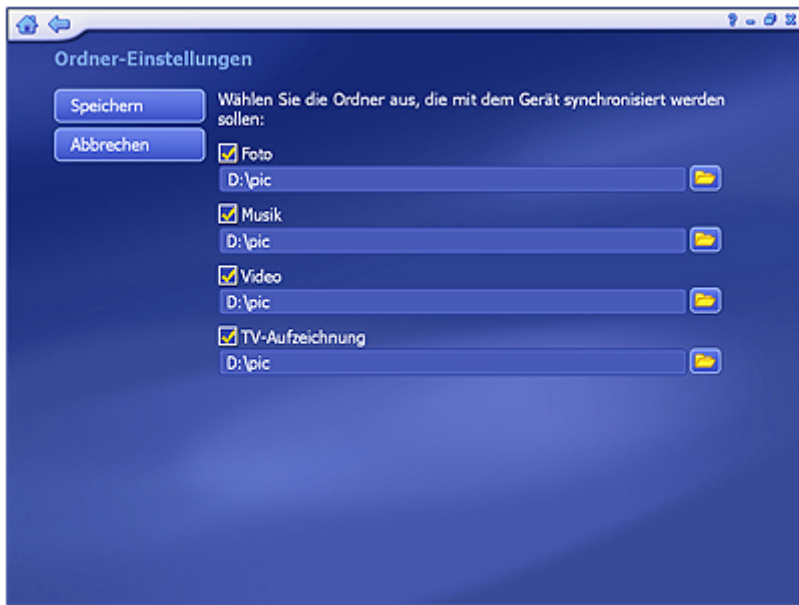 Ordner-Einstellungen
Speichern
Abbrechen
Wählen Sie die Ordner aus, die mit dem Gerät synchronisiert werden
sollen:
Foto
D:\pic
Musik
D:\pic
Video
D:\pic
TV-Aufzeichnung
D:\pic